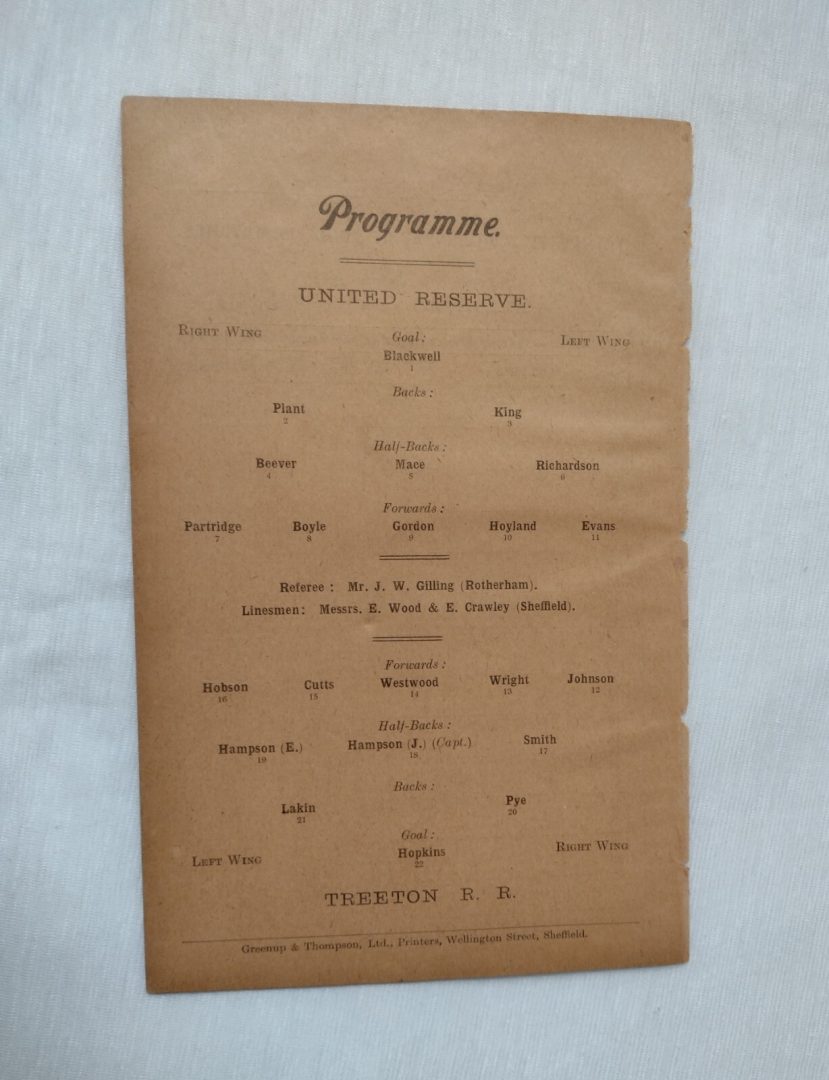 Programme.
UNITED RESERVE.
RIGHT WING Goal: LEFT WING
Blackwell
1
Backs:
Plant King
2 3
Half-Backs:
Beever Mace Richardson
4 5 6
Forwards:
Partridge Boyle Gordon Hoyland Evans
7 8 9 10 11
Referee: Mr. J. W. Gilling (Rotherham).
Linesmen: Messrs. E. Wood & E. Crawley (Sheffield).
Forwards:
Hobson Cutts Westwood Wright Johnson
16 15 14 13 12
Half-Backs:
Hampson (E.) Hampson (J.) (Capt.) Smith
19 18 17
Backs:
Lakin Pye
21 20
Goal:
LEFT WING Hopkins RIGHT WING
22
TREETON R. R.
Greenup & Thompson, Ltd., Printers, Wellington Street, Sheffield.